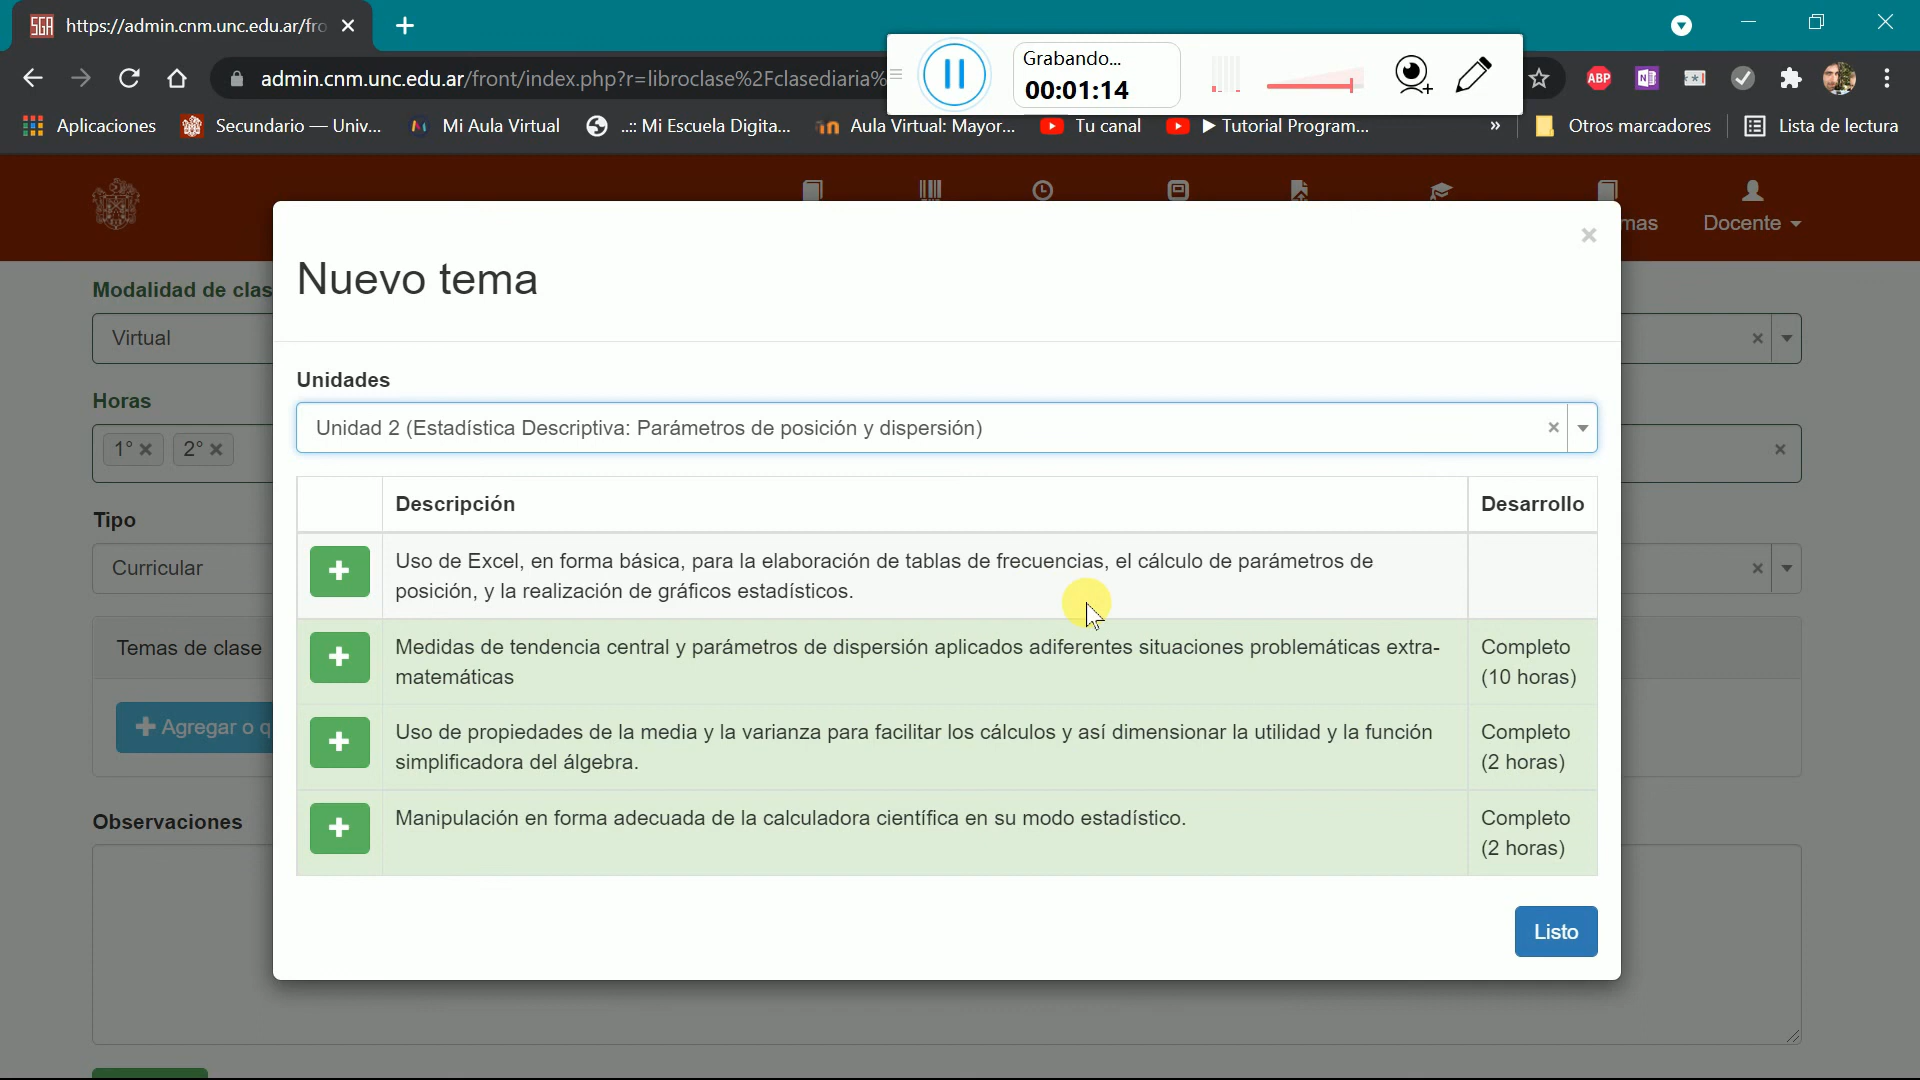 SGA https://admin.cnm.unc.edu.ar/fro
admin.cnm.unc.edu.ar/front/index.php?r=libroclase%2Fclasediaria%
Grabando...
00:01:14
ABP
Aplicaciones
Secundario — Univ...
Mi Aula Virtual
..:: Mi Escuela Digita...
Aula Virtual: Mayor...
Tu canal
▶ Tutorial Program...
»
Otros marcadores
Lista de lectura
mas
Docente
Modalidad de clas
Virtual
Horas
1° × 2° ×
Tipo
Curricular
Temas de clase
+ Agregar o q
Observaciones
Nuevo tema
×
Unidades
Unidad 2 (Estadística Descriptiva: Parámetros de posición y dispersión)
Descripción
Desarrollo
Uso de Excel, en forma básica, para la elaboración de tablas de frecuencias, el cálculo de parámetros de
posición, y la realización de gráficos estadísticos.
Medidas de tendencia central y parámetros de dispersión aplicados adiferentes situaciones problemáticas extra-
matemáticas
Completo
(10 horas)
Uso de propiedades de la media y la varianza para facilitar los cálculos y así dimensionar la utilidad y la función
simplificadora del álgebra.
Completo
(2 horas)
Manipulación en forma adecuada de la calculadora científica en su modo estadístico.
Completo
(2 horas)
Listo